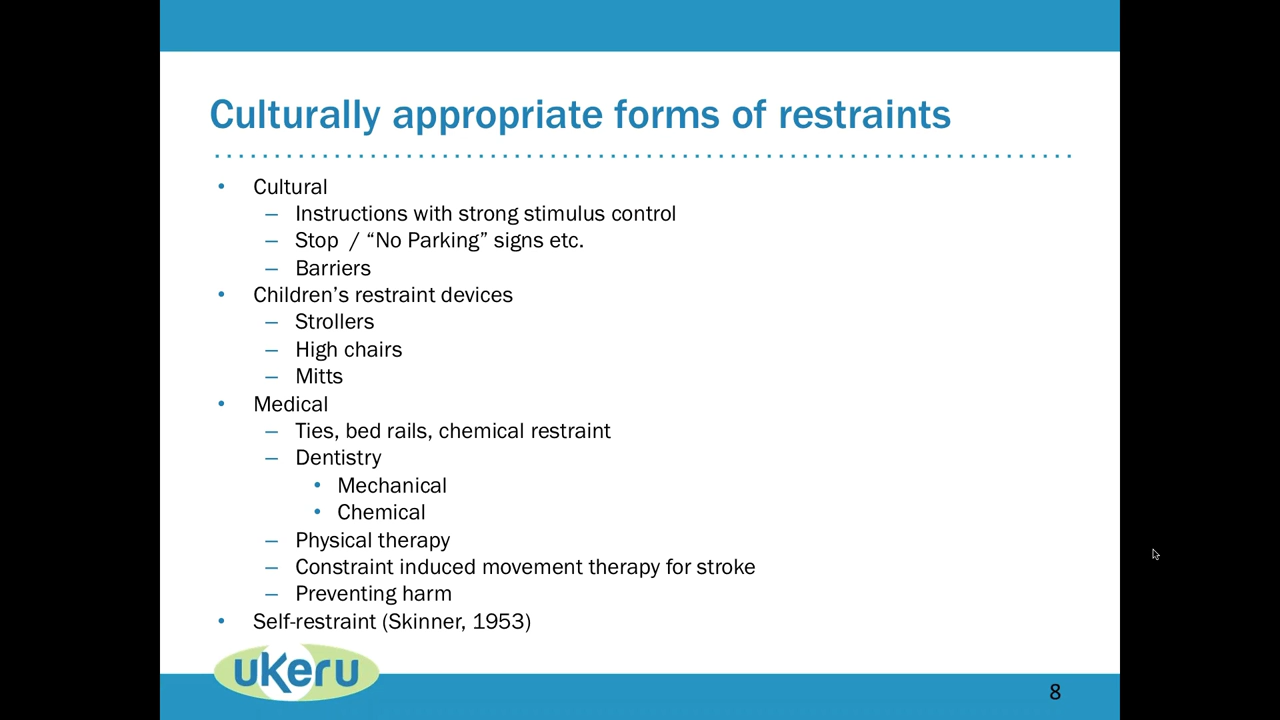 Culturally appropriate forms of restraints
• Cultural
– Instructions with strong stimulus control
– Stop / “No Parking” signs etc.
– Barriers
• Children’s restraint devices
– Strollers
– High chairs
– Mitts
• Medical
– Ties, bed rails, chemical restraint
– Dentistry
• Mechanical
• Chemical
– Physical therapy
– Constraint induced movement therapy for stroke
– Preventing harm
• Self-restraint (Skinner, 1953)
ukeru
8